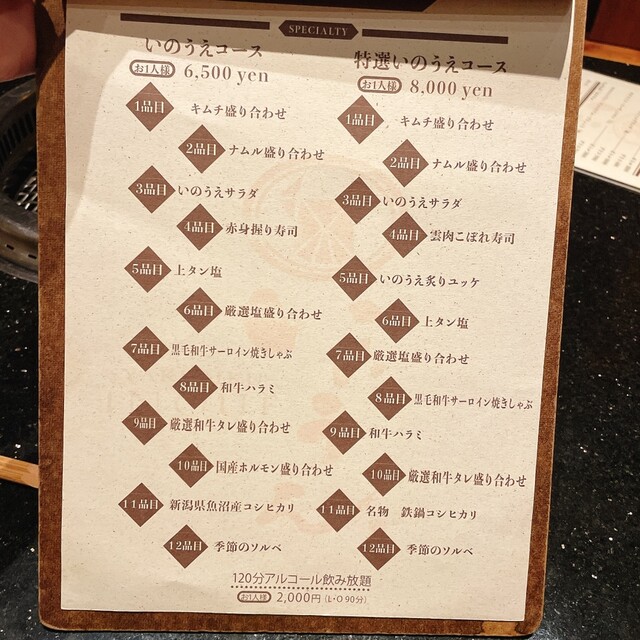 SPECIALTY
いのうえコース
お1人様 6,500 yen
1品目 キムチ盛り合わせ
2品目 ナムル盛り合わせ
3品目 いのうえサラダ
4品目 赤身握り寿司
5品目 上タン塩
6品目 厳選塩盛り合わせ
7品目 黒毛和牛サーロイン焼きしゃぶ
8品目 和牛ハラミ
9品目 厳選和牛タレ盛り合わせ
10品目 国産ホルモン盛り合わせ
11品目 新潟県魚沼産コシヒカリ
12品目 季節のソルベ
特選いのうえコース
お1人様 8,000 yen
1品目 キムチ盛り合わせ
2品目 ナムル盛り合わせ
3品目 いのうえサラダ
4品目 雲肉こぼれ寿司
5品目 いのうえ炙りユッケ
6品目 上タン塩
7品目 厳選塩盛り合わせ
8品目 黒毛和牛サーロイン焼きしゃぶ
9品目 和牛ハラミ
10品目 厳選和牛タレ盛り合わせ
11品目 名物 鉄鍋コシヒカリ
12品目 季節のソルベ
120分アルコール飲み放題
お1人様 2,000円 (L・O 90分)